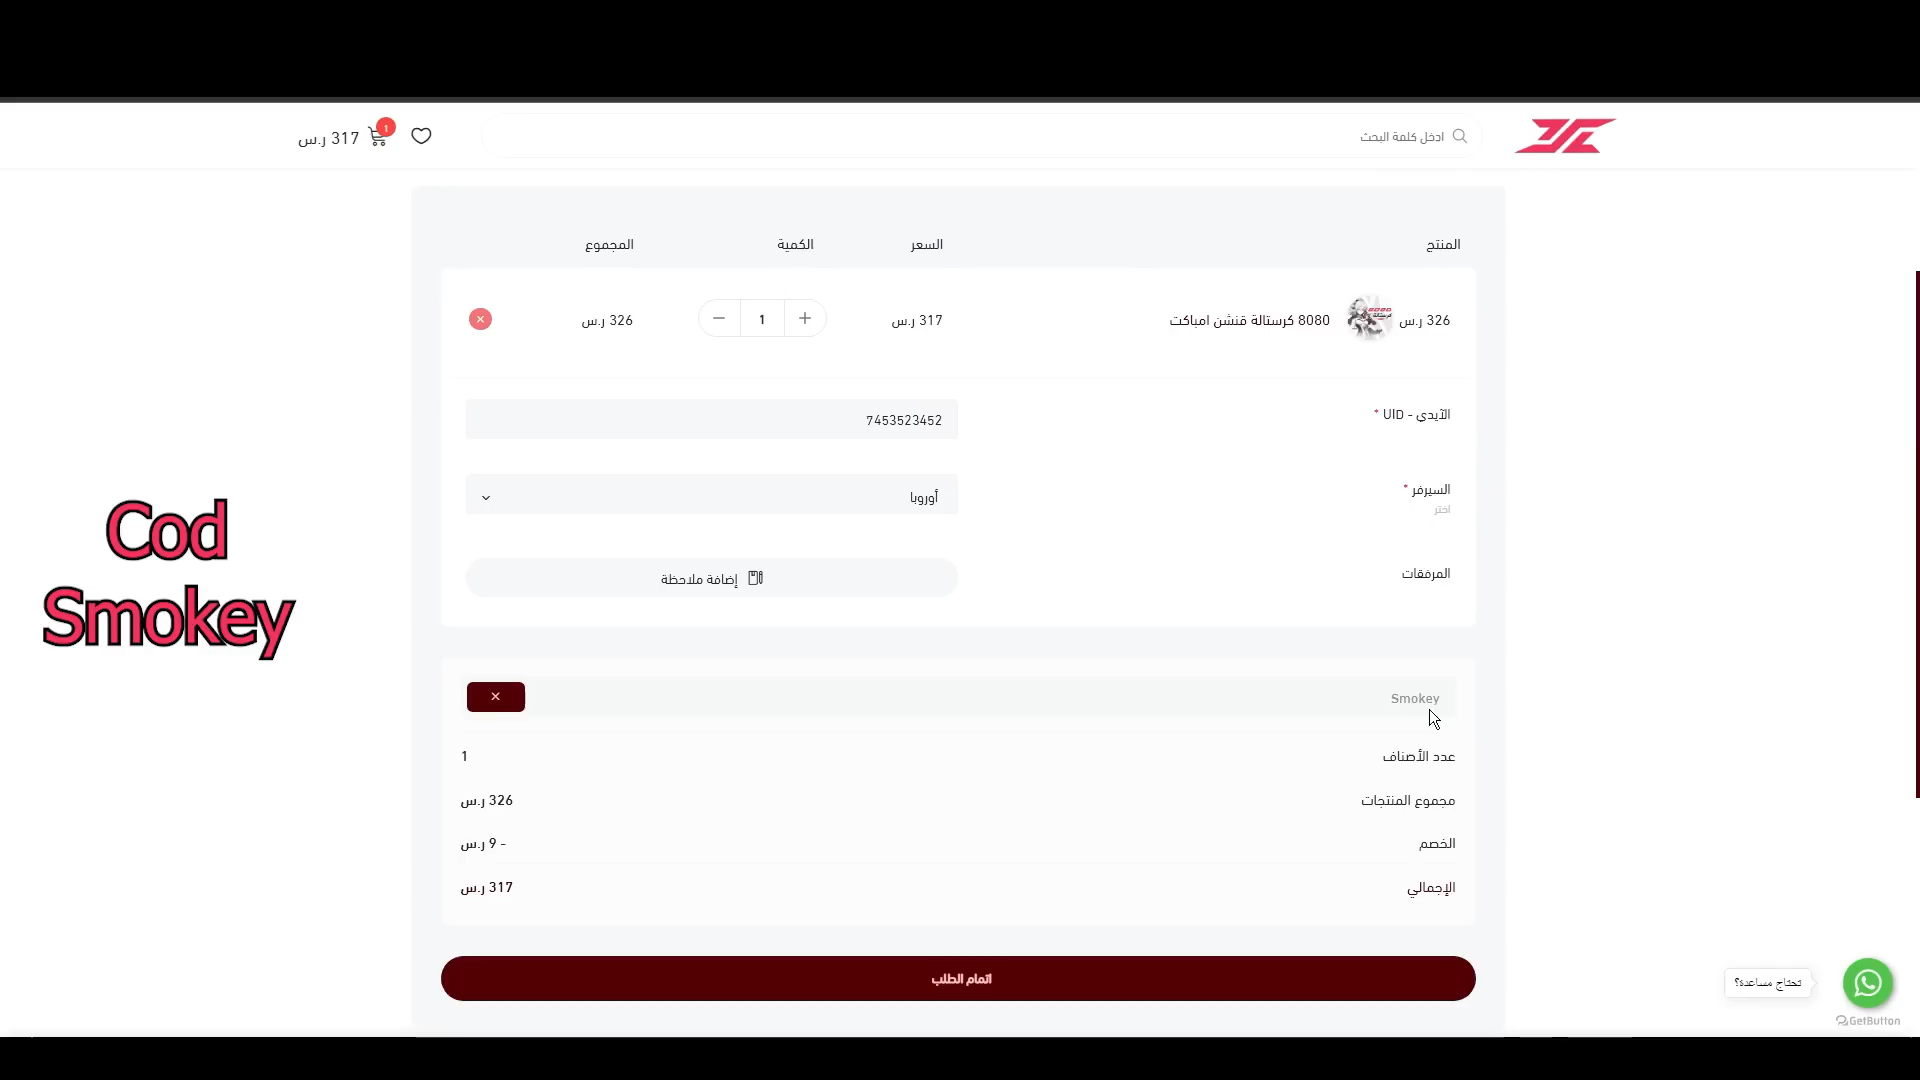 ادخل كلمة البحث
1
317 ر.س
المنتج
السعر
الكمية
المجموع
326 ر.س
8080 كرستالة قنشن امباكت
317 ر.س
1
326 ر.س
الآيدي - UID *
7453523452
السيرفر *
اختر
أوروبا
المرفقات
إضافة ملاحظة
Cod
Smokey
Smokey
عدد الأصناف
1
مجموع المنتجات
326 ر.س
الخصم
- 9 ر.س
الإجمالي
317 ر.س
اتمام الطلب
تحتاج مساعدة؟
GetButton